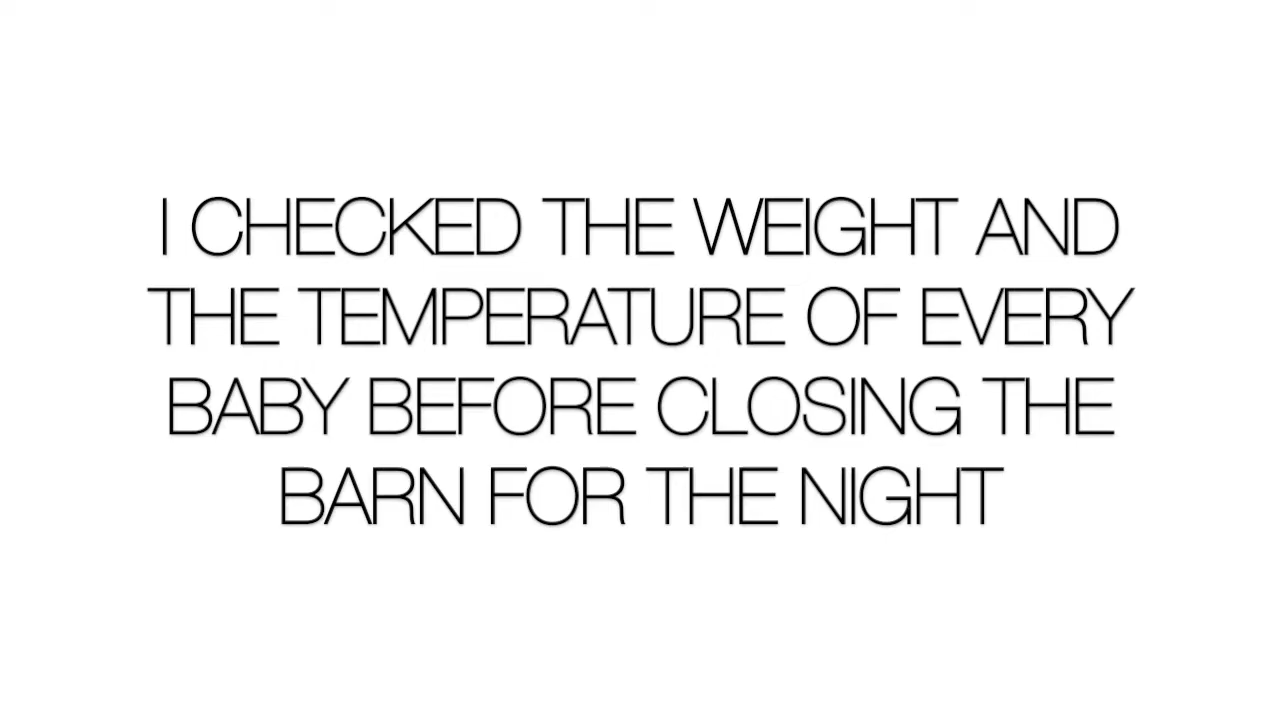 I CHECKED THE WEIGHT AND
THE TEMPERATURE OF EVERY
BABY BEFORE CLOSING THE
BARN FOR THE NIGHT